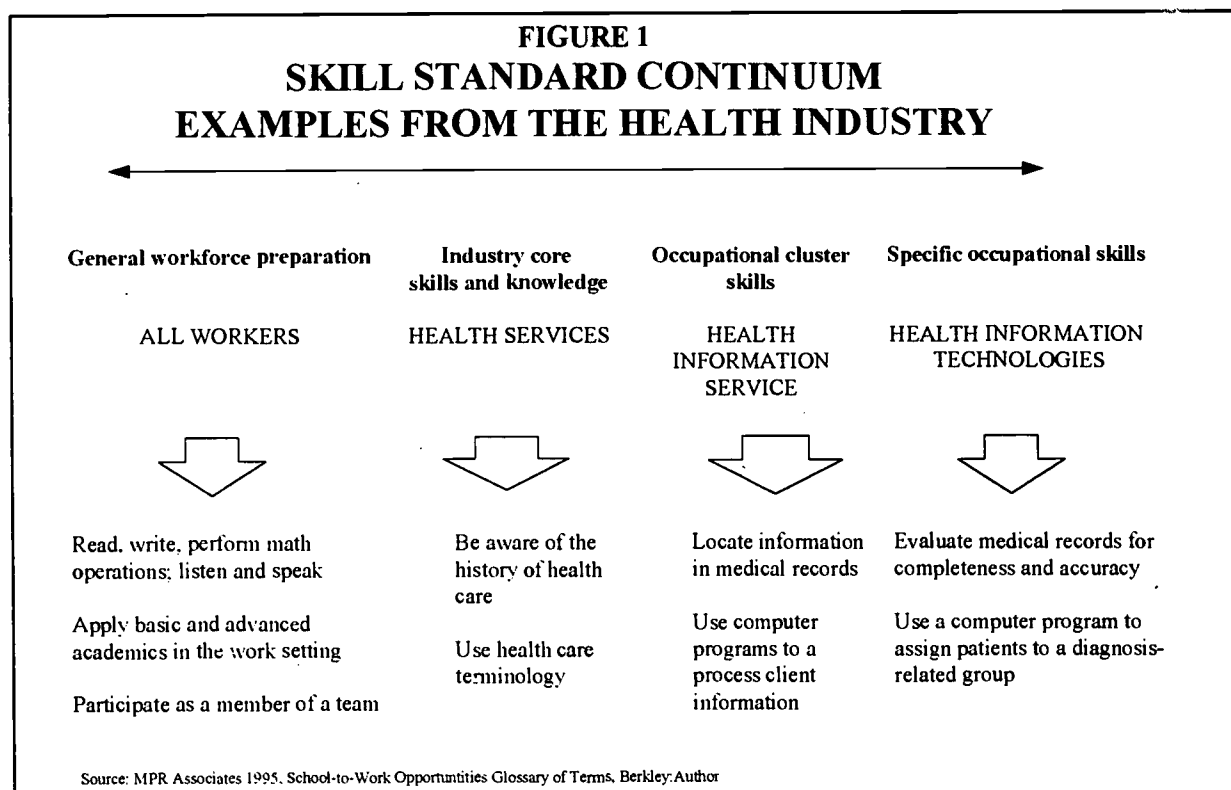 FIGURE 1
SKILL STANDARD CONTINUUM
EXAMPLES FROM THE HEALTH INDUSTRY
General workforce preparation
ALL WORKERS
Read, write, perform math
operations; listen and speak
Apply basic and advanced
academics in the work setting
Participate as a member of a team
Industry core
skills and knowledge
HEALTH SERVICES
Be aware of the
history of health
care
Use health care
terminology
Occupational cluster
skills
HEALTH
INFORMATION
SERVICE
Locate information
in medical records
Use computer
programs to a
process client
information
Specific occupational skills
HEALTH INFORMATION
TECHNOLOGIES
Evaluate medical records for
completeness and accuracy
Use a computer program to
assign patients to a diagnosis-
related group
Source: MPR Associates 1995. School-to-Work Opportuntities Glossary of Terms, Berkley:Author